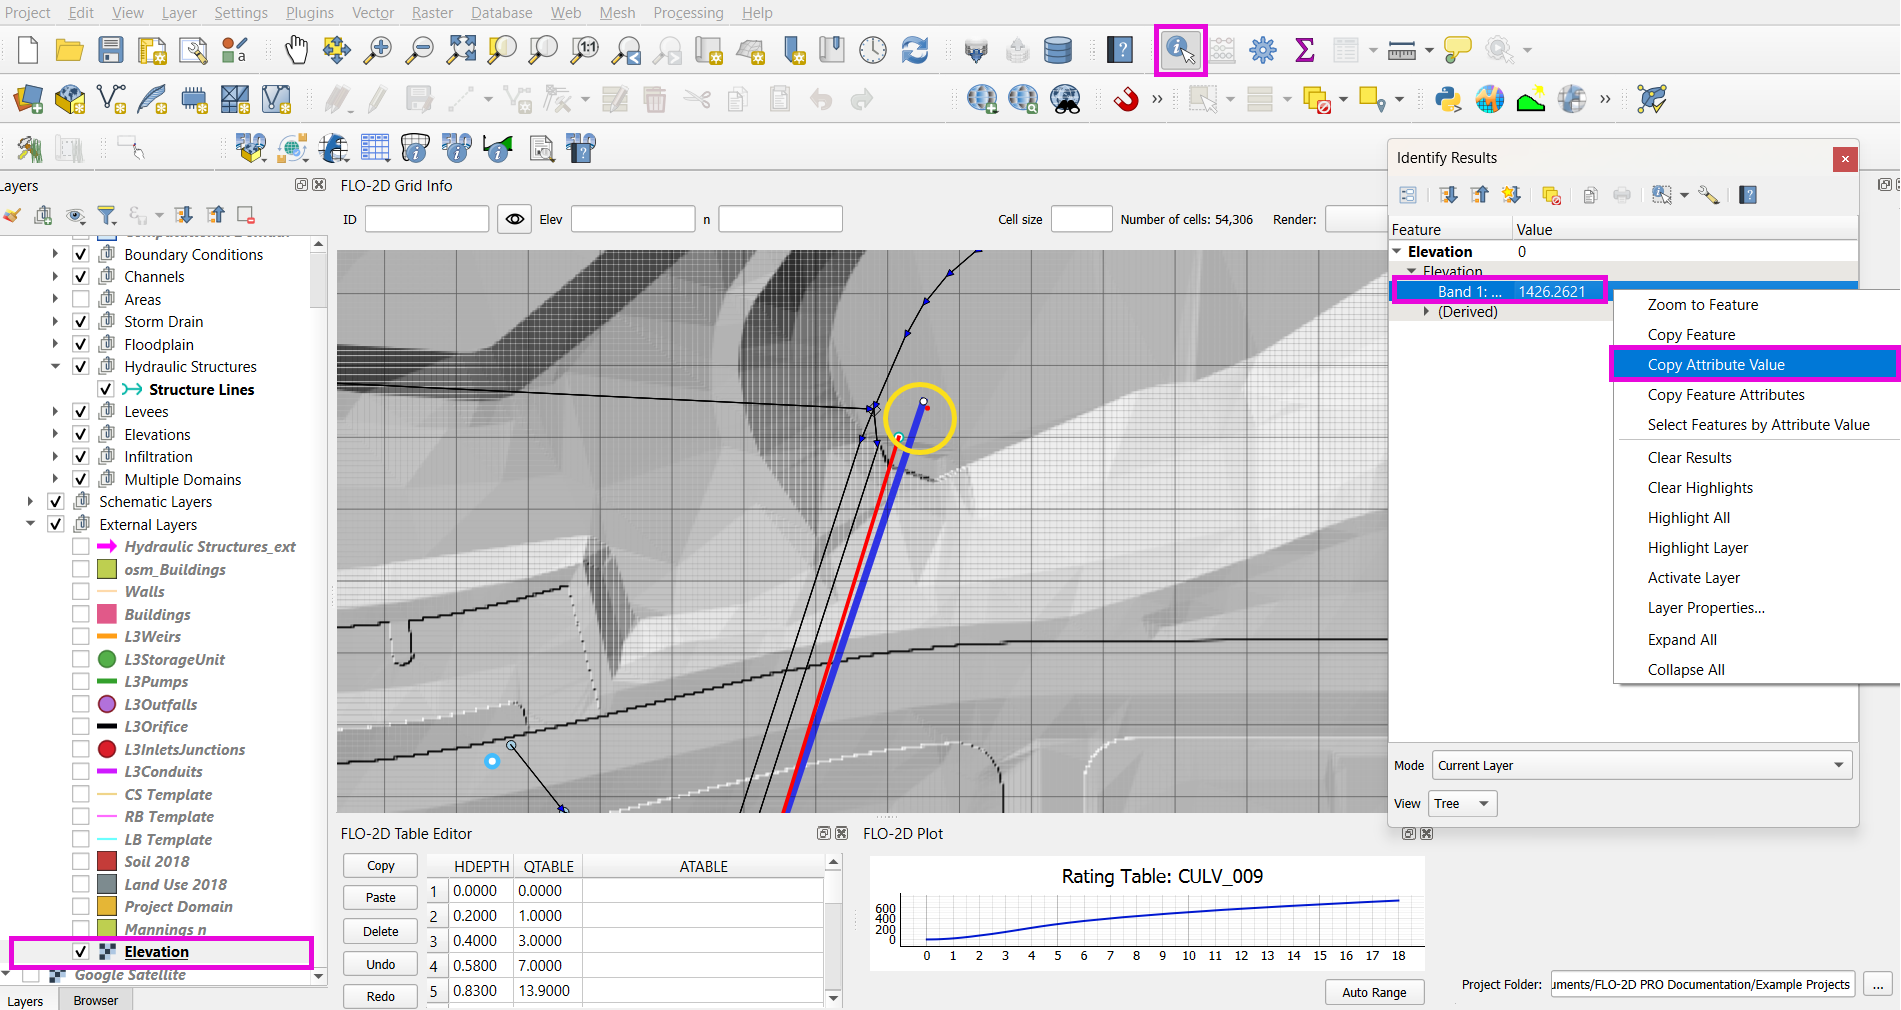 Project Edit View Layer Settings Plugins Vector Raster Database Web Mesh Processing Help
1:1
a
Identify Results
Layers
FLO-2D Grid Info
ID
Elev
n
Cell size
Number of cells: 54,306
Render:
Feature Value
Elevation 0
Elevation
Band 1: ... 1426.2621
(Derived)
Zoom to Feature
Copy Feature
Copy Attribute Value
Copy Feature Attributes
Select Features by Attribute Value
Clear Results
Clear Highlights
Highlight All
Highlight Layer
Activate Layer
Layer Properties...
Expand All
Collapse All
Mode Current Layer
View Tree
Computational Domain
Boundary Conditions
Channels
Areas
Storm Drain
Floodplain
Hydraulic Structures
Structure Lines
Levees
Elevations
Infiltration
Multiple Domains
Schematic Layers
External Layers
Hydraulic Structures_ext
osm_Buildings
Walls
Buildings
L3Weirs
L3StorageUnit
L3Pumps
L3Outfalls
L3Orifice
L3InletsJunctions
L3Conduits
CS Template
RB Template
LB Template
Soil 2018
Land Use 2018
Project Domain
Mannings n
Elevation
Google Satellite
Layers Browser
FLO-2D Table Editor
Copy
Paste
Delete
Undo
Redo
HDEPTH QTABLE ATABLE
1 0.0000 0.0000
2 0.2000 1.0000
3 0.4000 3.0000
4 0.5800 7.0000
5 0.8300 13.9000
FLO-2D Plot
Rating Table: CULV_009
600
400
200
0
0 1 2 3 4 5 6 7 8 9 10 11 12 13 14 15 16 17 18
Auto Range
Project Folder: uments/FLO-2D PRO Documentation/Example Projects ...